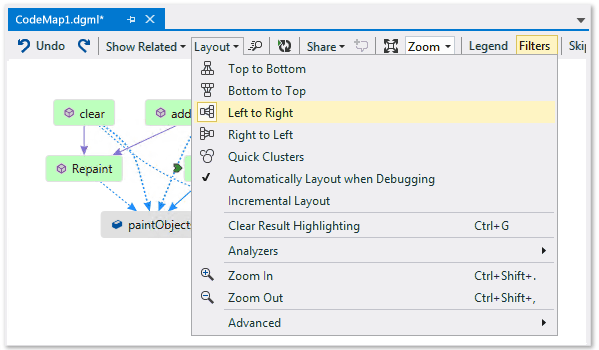 CodeMap1.dgml*
Undo Redo Show Related Layout Share Zoom Legend Filters
Top to Bottom
Bottom to Top
clear add
Left to Right
Right to Left
Quick Clusters
Repaint
Automatically Layout when Debugging
Incremental Layout
paintObject
Clear Result Highlighting Ctrl+G
Analyzers
Zoom In Ctrl+Shift+.
Zoom Out Ctrl+Shift+,
Advanced